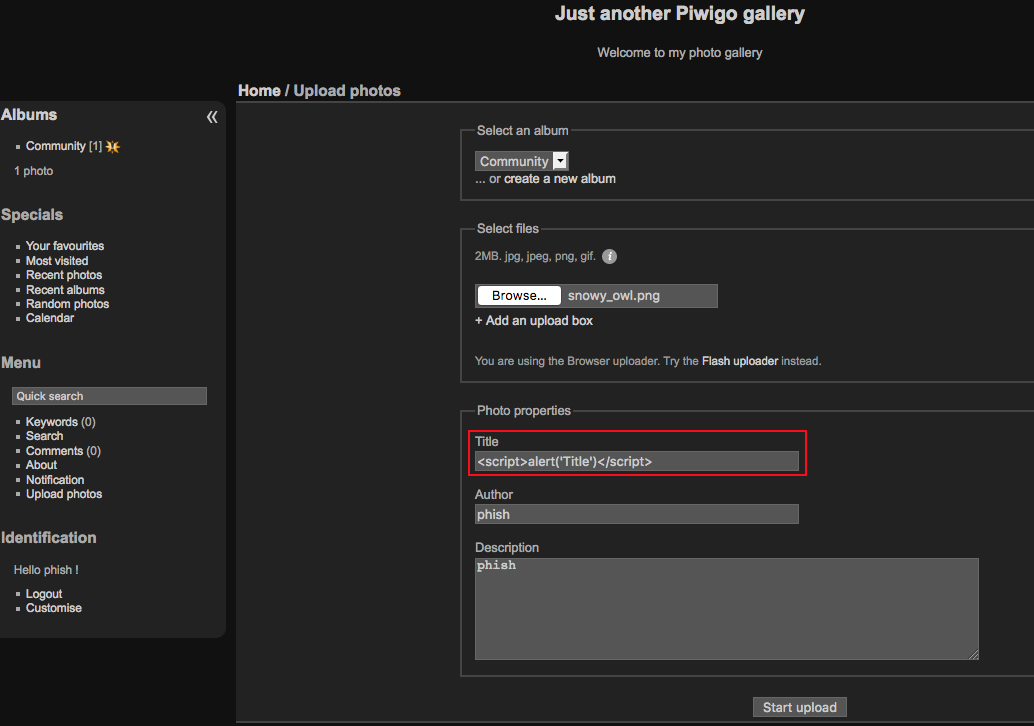 Just another Piwigo gallery
Welcome to my photo gallery
Home / Upload photos
Albums
«
Community [1]
1 photo
Specials
Your favourites
Most visited
Recent photos
Recent albums
Random photos
Calendar
Menu
Quick search
Keywords (0)
Search
Comments (0)
About
Notification
Upload photos
Identification
Hello phish !
Logout
Customise
Select an album
Community
... or create a new album
Select files
2MB. jpg, jpeg, png, gif. i
Browse... snowy_owl.png
+ Add an upload box
You are using the Browser uploader. Try the Flash uploader instead.
Photo properties
Title
<script>alert('Title')</script>
Author
phish
Description
phish
Start upload